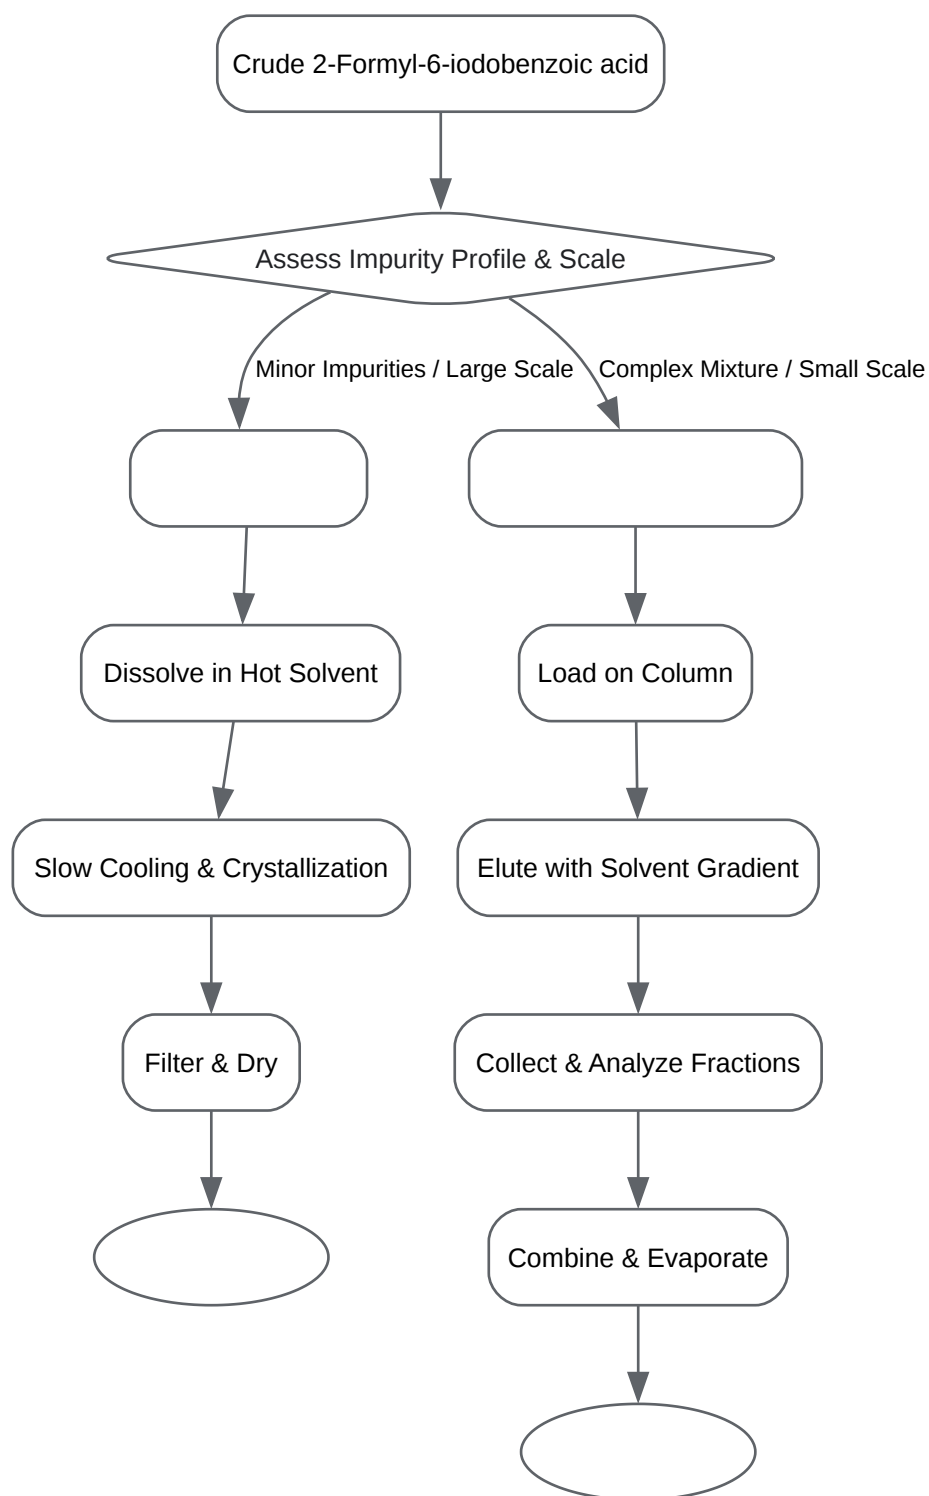 Crude 2-Formyl-6-iodobenzoic acid
Assess Impurity Profile & Scale
Minor Impurities / Large Scale
Complex Mixture / Small Scale
Dissolve in Hot Solvent
Load on Column
Slow Cooling & Crystallization
Elute with Solvent Gradient
Filter & Dry
Collect & Analyze Fractions
Combine & Evaporate